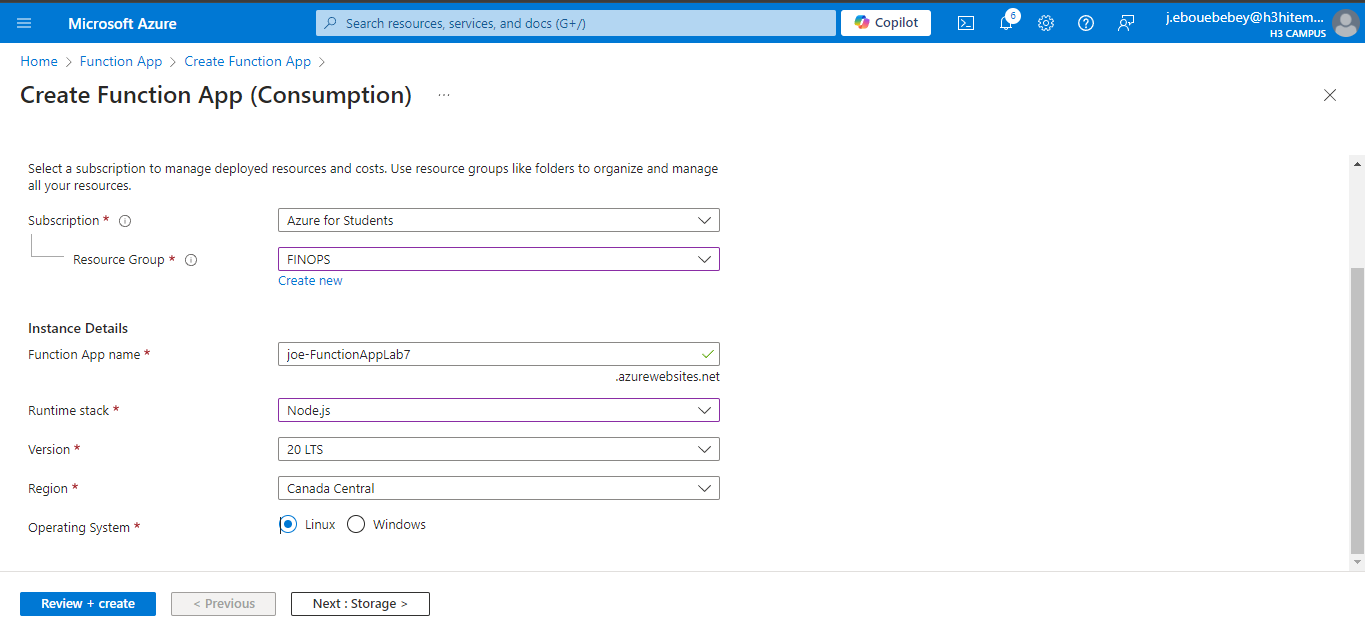 Microsoft Azure
Search resources, services, and docs (G+/)
Copilot
6
j.ebouebebey@h3hitem...
H3 CAMPUS
Home > Function App > Create Function App >
Create Function App (Consumption) ...
Select a subscription to manage deployed resources and costs. Use resource groups like folders to organize and manage
all your resources.
Subscription * Azure for Students
Resource Group * FINOPS
Create new
Instance Details
Function App name * joe-FunctionAppLab7
.azurewebsites.net
Runtime stack * Node.js
Version * 20 LTS
Region * Canada Central
Operating System * Linux Windows
Review + create < Previous Next : Storage >